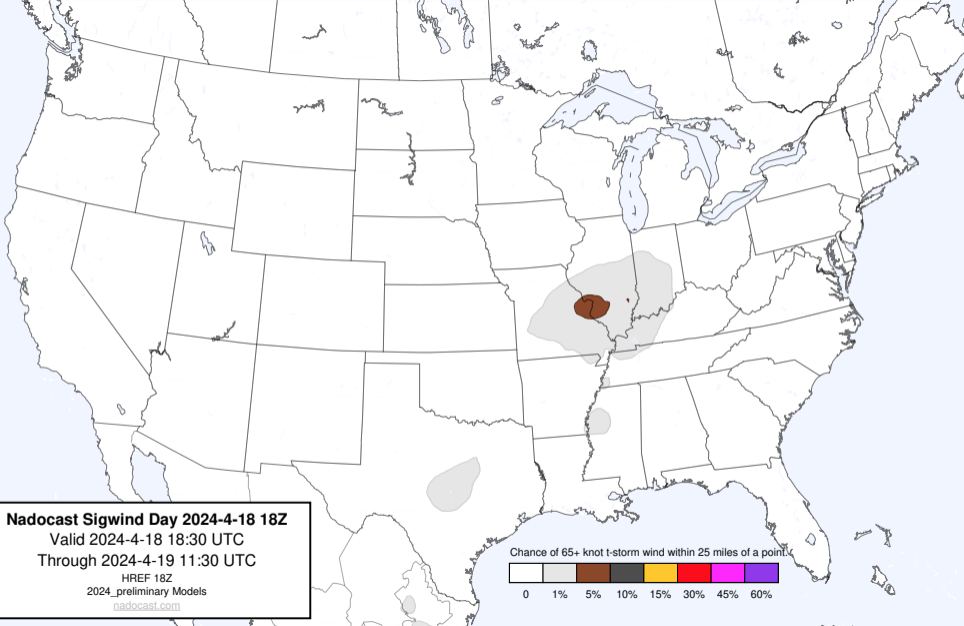 Nadocast Sigwind Day 2024-4-18 18Z
Valid 2024-4-18 18:30 UTC
Through 2024-4-19 11:30 UTC
HREF 18Z
2024_preliminary Models
nadocast.com
Chance of 65+ knot t-storm wind within 25 miles of a point.
0 1% 5% 10% 15% 30% 45% 60%